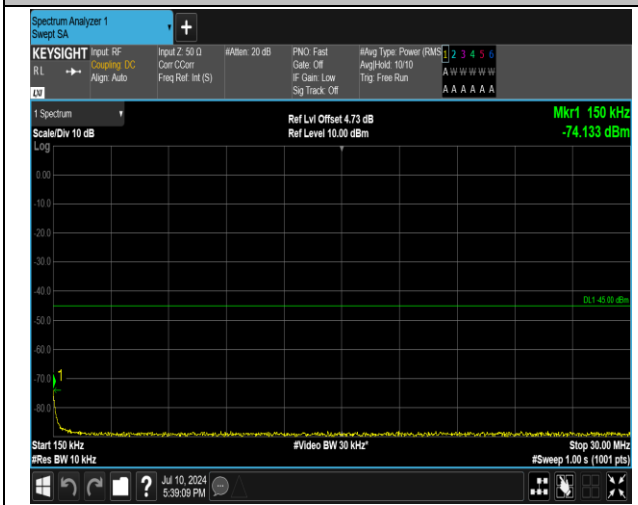 Spectrum Analyzer 1
Swept SA
+
KEYSIGHT Input: RF Input Z: 50 Ω #Atten: 20 dB PNO: Fast #Avg Type: Power (RMS 1 2 3 4 5 6
RL Coupling: DC Corr CCorr Gate: Off Avg|Hold: 10/10 A W W W W W
Align: Auto Freq Ref: Int (S) IF Gain: Low Trig: Free Run
Sig Track: Off A A A A A A
LXI
1 Spectrum Ref Lvl Offset 4.73 dB Mkr1 150 kHz
Scale/Div 10 dB Ref Level 10.00 dBm -74.133 dBm
Log
0.00
-10.0
-20.0
-30.0
-40.0
DL1 -45.00 dBm
-50.0
-60.0
-70.0 1
-80.0
Start 150 kHz #Video BW 30 kHz* Stop 30.00 MHz
#Res BW 10 kHz #Sweep 1.00 s (1001 pts)
? Jul 10, 2024
5:39:09 PM